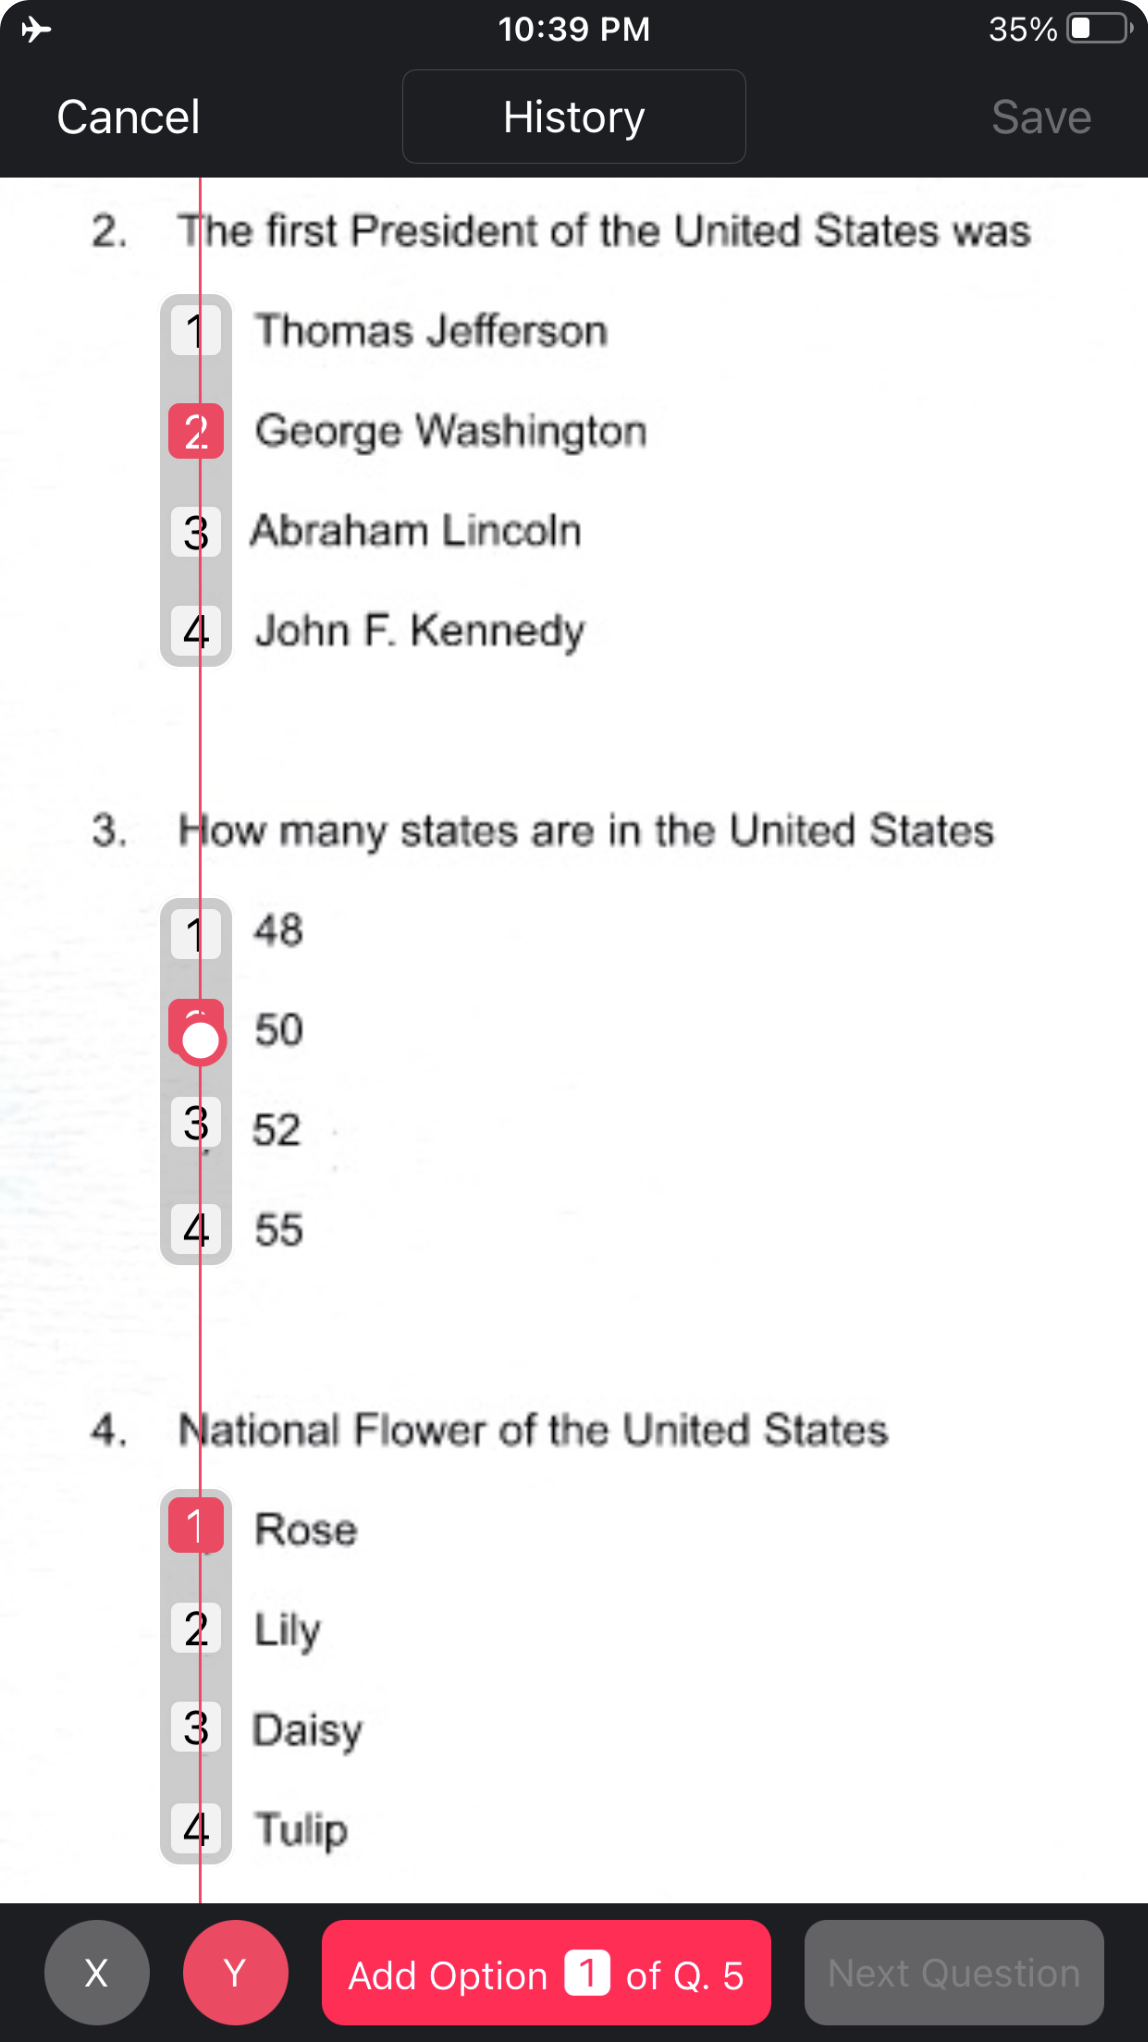 10:39 PM 35%
Cancel History Save
2. The first President of the United States was
1 Thomas Jefferson
2 George Washington
3 Abraham Lincoln
4 John F. Kennedy
3. How many states are in the United States
1 48
50
3 52
4 55
4. National Flower of the United States
1 Rose
2 Lily
3 Daisy
4 Tulip
X Y Add Option 1 of Q. 5 Next Question